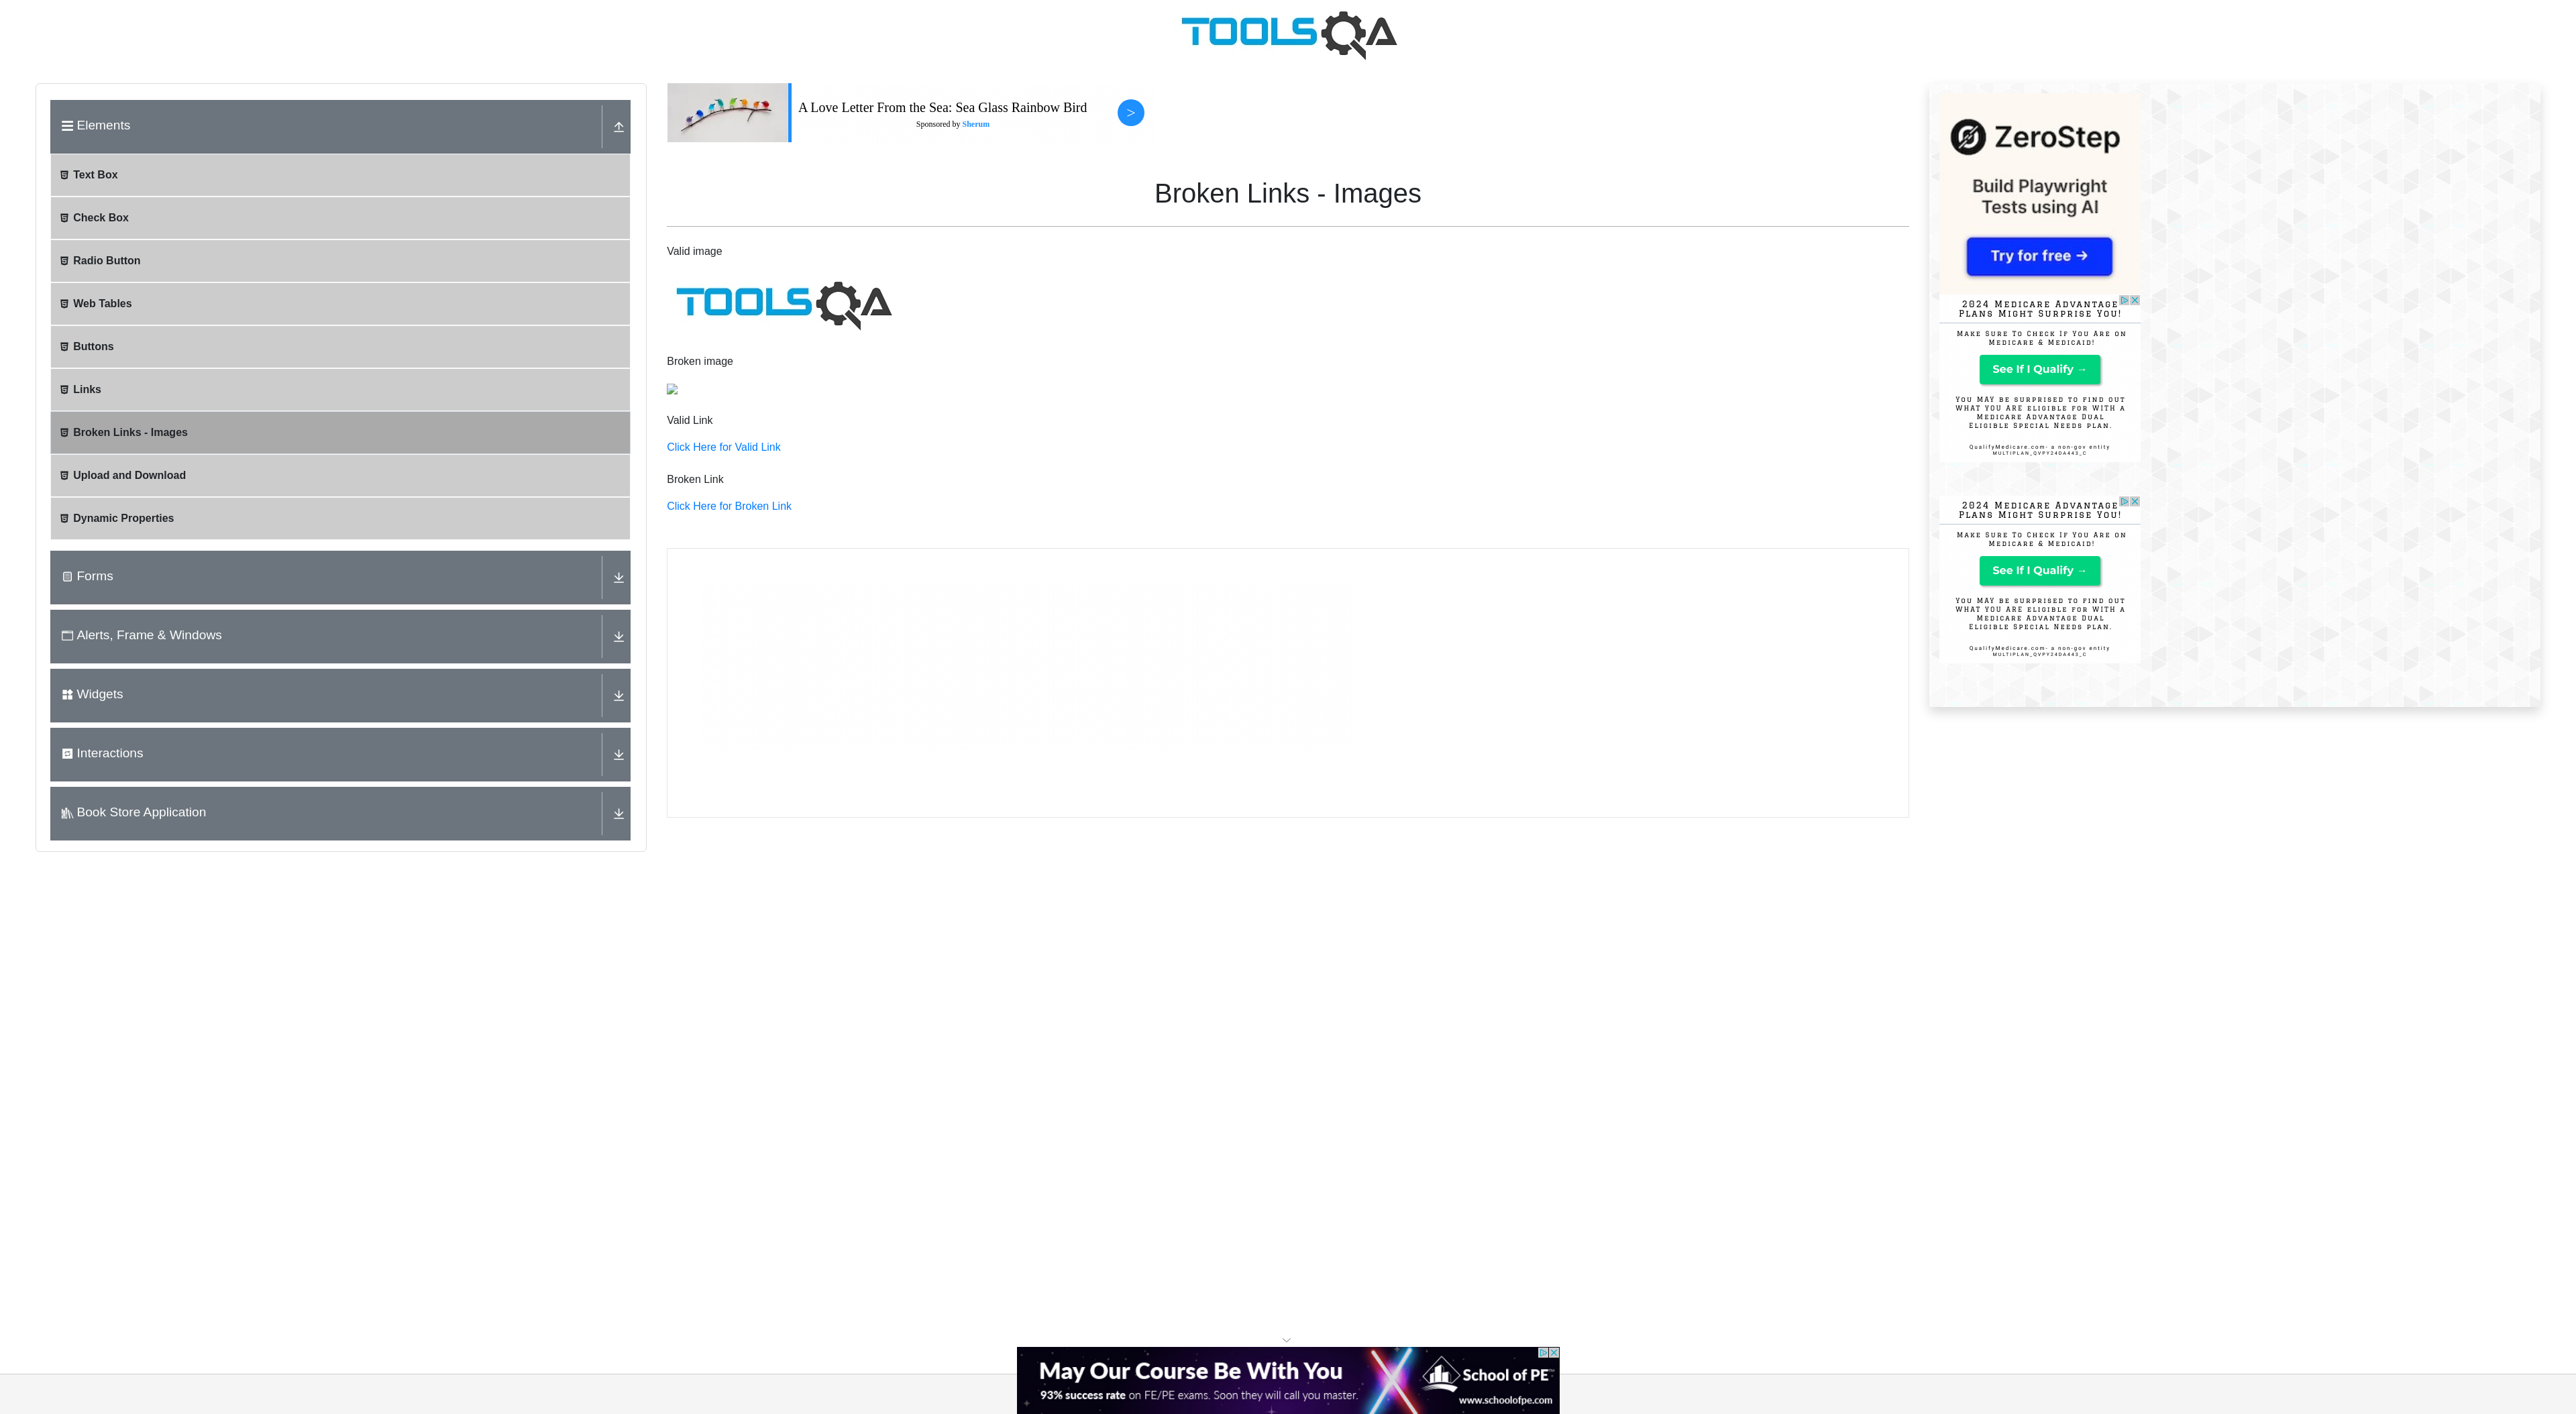 TOOLSQA
Elements
Text Box
Check Box
Radio Button
Web Tables
Buttons
Links
Broken Links - Images
Upload and Download
Dynamic Properties
Forms
Alerts, Frame & Windows
Widgets
Interactions
Book Store Application
A Love Letter From the Sea: Sea Glass Rainbow Bird
Sponsored by Sherum
>
Broken Links - Images
Valid image
TOOLSQA
Broken image
Valid Link
Click Here for Valid Link
Broken Link
Click Here for Broken Link
ZeroStep
Build Playwright
Tests using AI
Try for free →
2024 Medicare Advantage
Plans Might Surprise You!
Make Sure To Check If You Are on
Medicare & Medicaid!
See If I Qualify →
You MAY be surprised to find out
what you are eligible for with a
Medicare Advantage Dual
Eligible Special Needs plan.
QualifyMedicare.com- a non-gov entity
MULTIPLAN_QVPY24DA443_C
2024 Medicare Advantage
Plans Might Surprise You!
Make Sure To Check If You Are on
Medicare & Medicaid!
See If I Qualify →
You MAY be surprised to find out
what you are eligible for with a
Medicare Advantage Dual
Eligible Special Needs plan.
QualifyMedicare.com- a non-gov entity
MULTIPLAN_QVPY24DA443_C
May Our Course Be With You
93% success rate on FE/PE exams. Soon they will call you master.
School of PE
www.schoolofpe.com